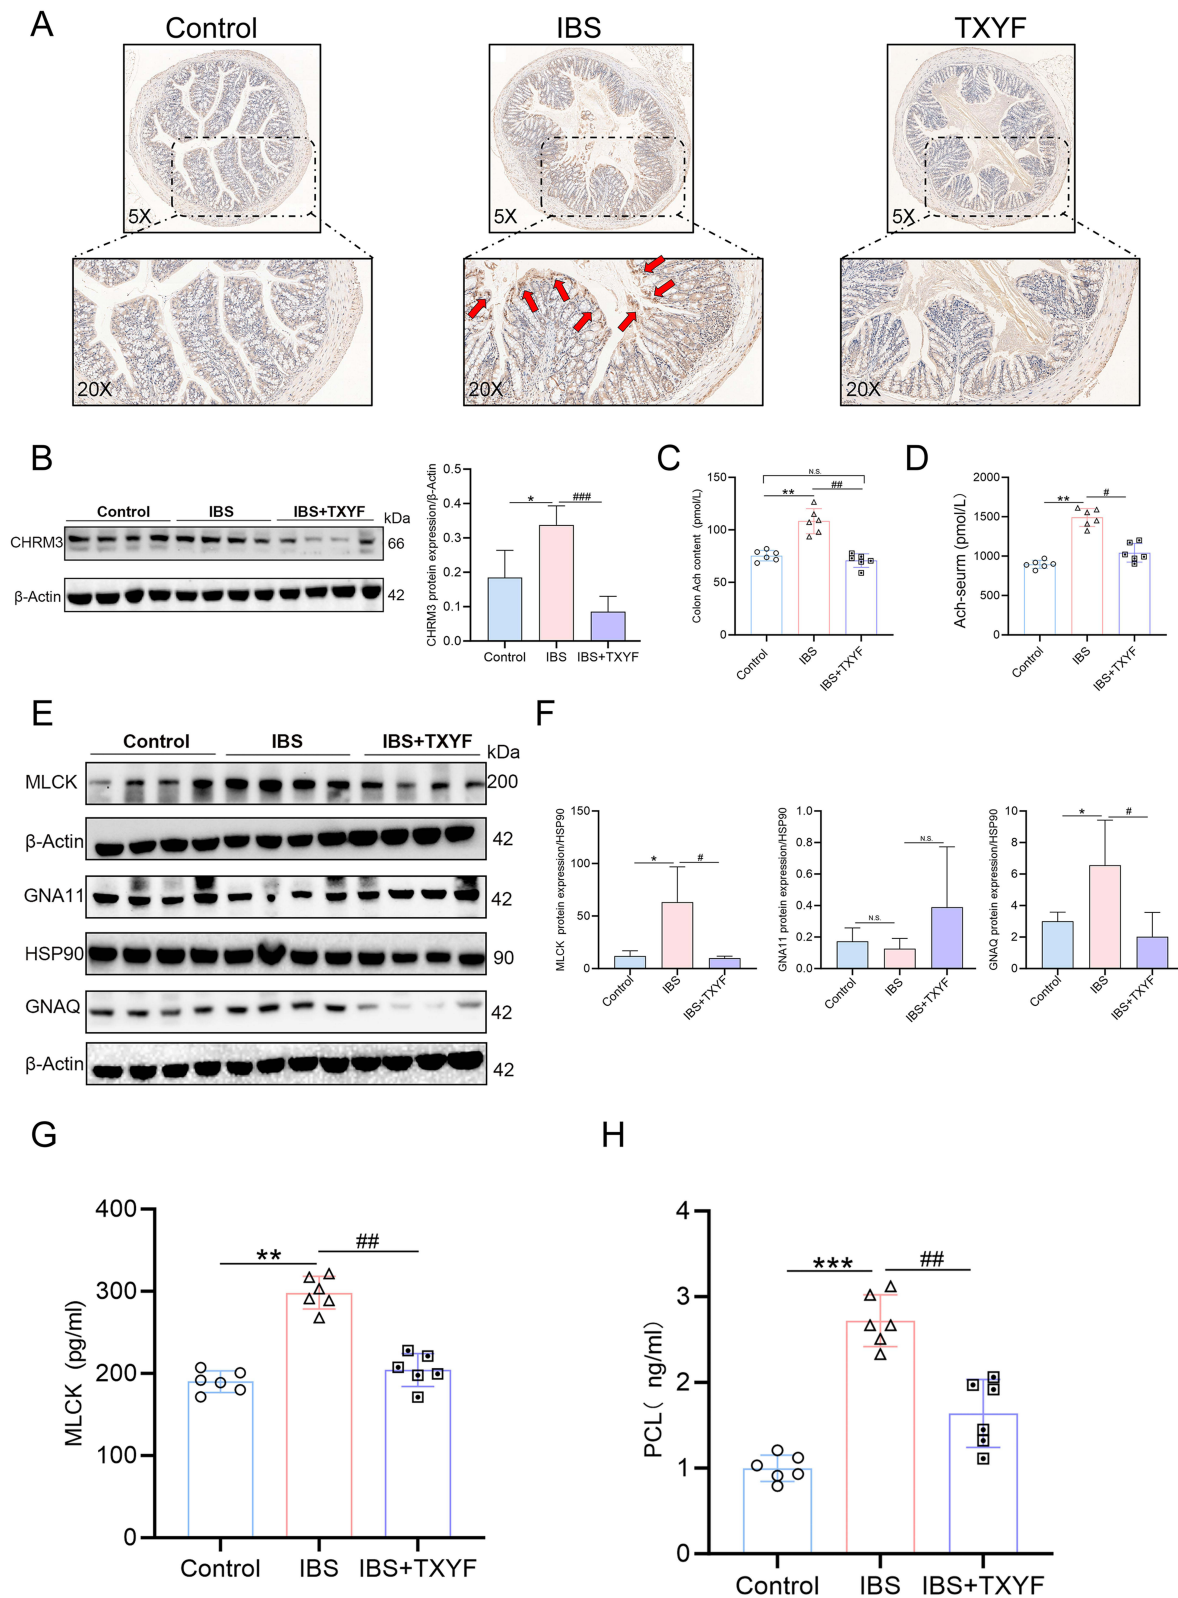 A
Control
IBS
TXYF
5X
5X
5X
20X
20X
20X
B
Control
IBS
IBS+TXYF
kDa
CHRM3
66
β-Actin
42
CHRM3 protein expression/β-Actin
0.5
0.4
0.3
0.2
0.1
0.0
*
###
Control
IBS
IBS+TXYF
C
Colon Ach content (pmol/L)
150
100
50
0
N.S.
**
##
Control
IBS
IBS+TXYF
D
Ach-seurm (pmol/L)
2000
1500
1000
500
0
**
#
Control
IBS
IBS+TXYF
E
Control
IBS
IBS+TXYF
kDa
MLCK
200
β-Actin
42
GNA11
42
HSP90
90
GNAQ
42
β-Actin
42
F
MLCK protein expression/HSP90
150
100
50
0
*
#
Control
IBS
IBS+TXYF
GNA11 protein expression/HSP90
1.0
0.8
0.6
0.4
0.2
0.0
N.S.
N.S.
Control
IBS
IBS+TXYF
GNAQ protein expression/HSP90
10
8
6
4
2
0
*
#
Control
IBS
IBS+TXYF
G
MLCK (pg/ml)
400
300
200
100
0
**
##
Control
IBS
IBS+TXYF
H
PCL( ng/ml)
4
3
2
1
0
***
##
Control
IBS
IBS+TXYF